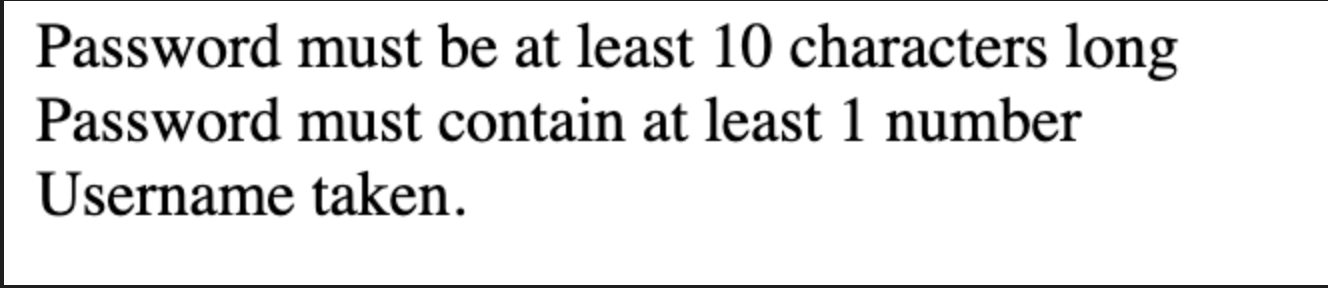 Password must be at least 10 characters long
Password must contain at least 1 number
Username taken.